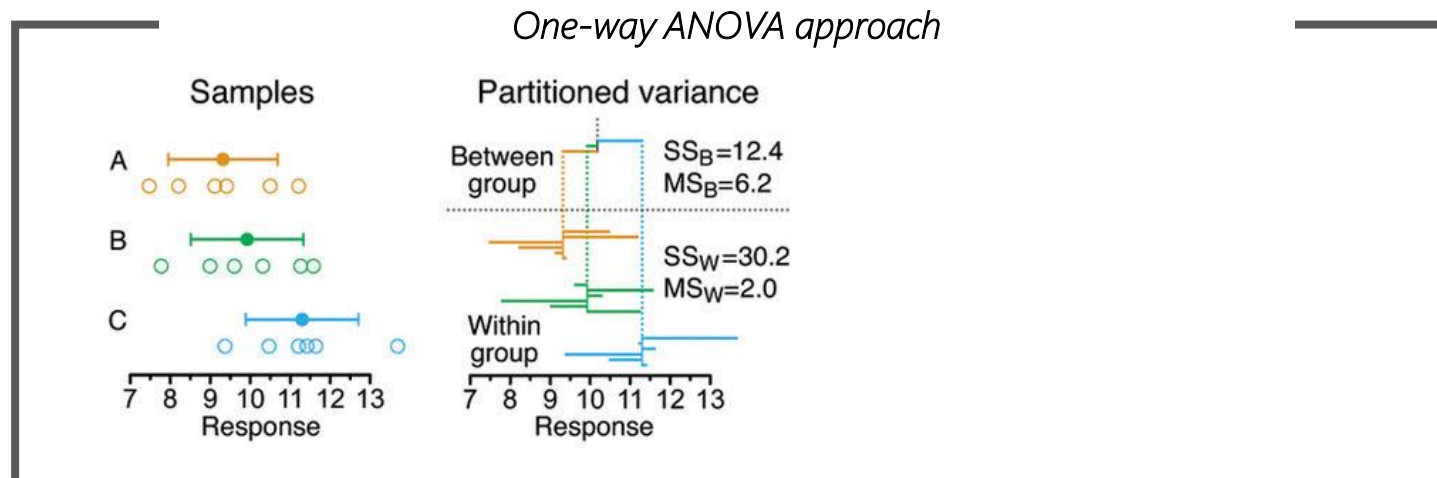 One-way ANOVA approach
Samples
A
B
C
7 8 9 10 11 12 13
Response
Partitioned variance
Between
group
SSB=12.4
MSB=6.2
SSW=30.2
MSW=2.0
Within
group
7 8 9 10 11 12 13
Response